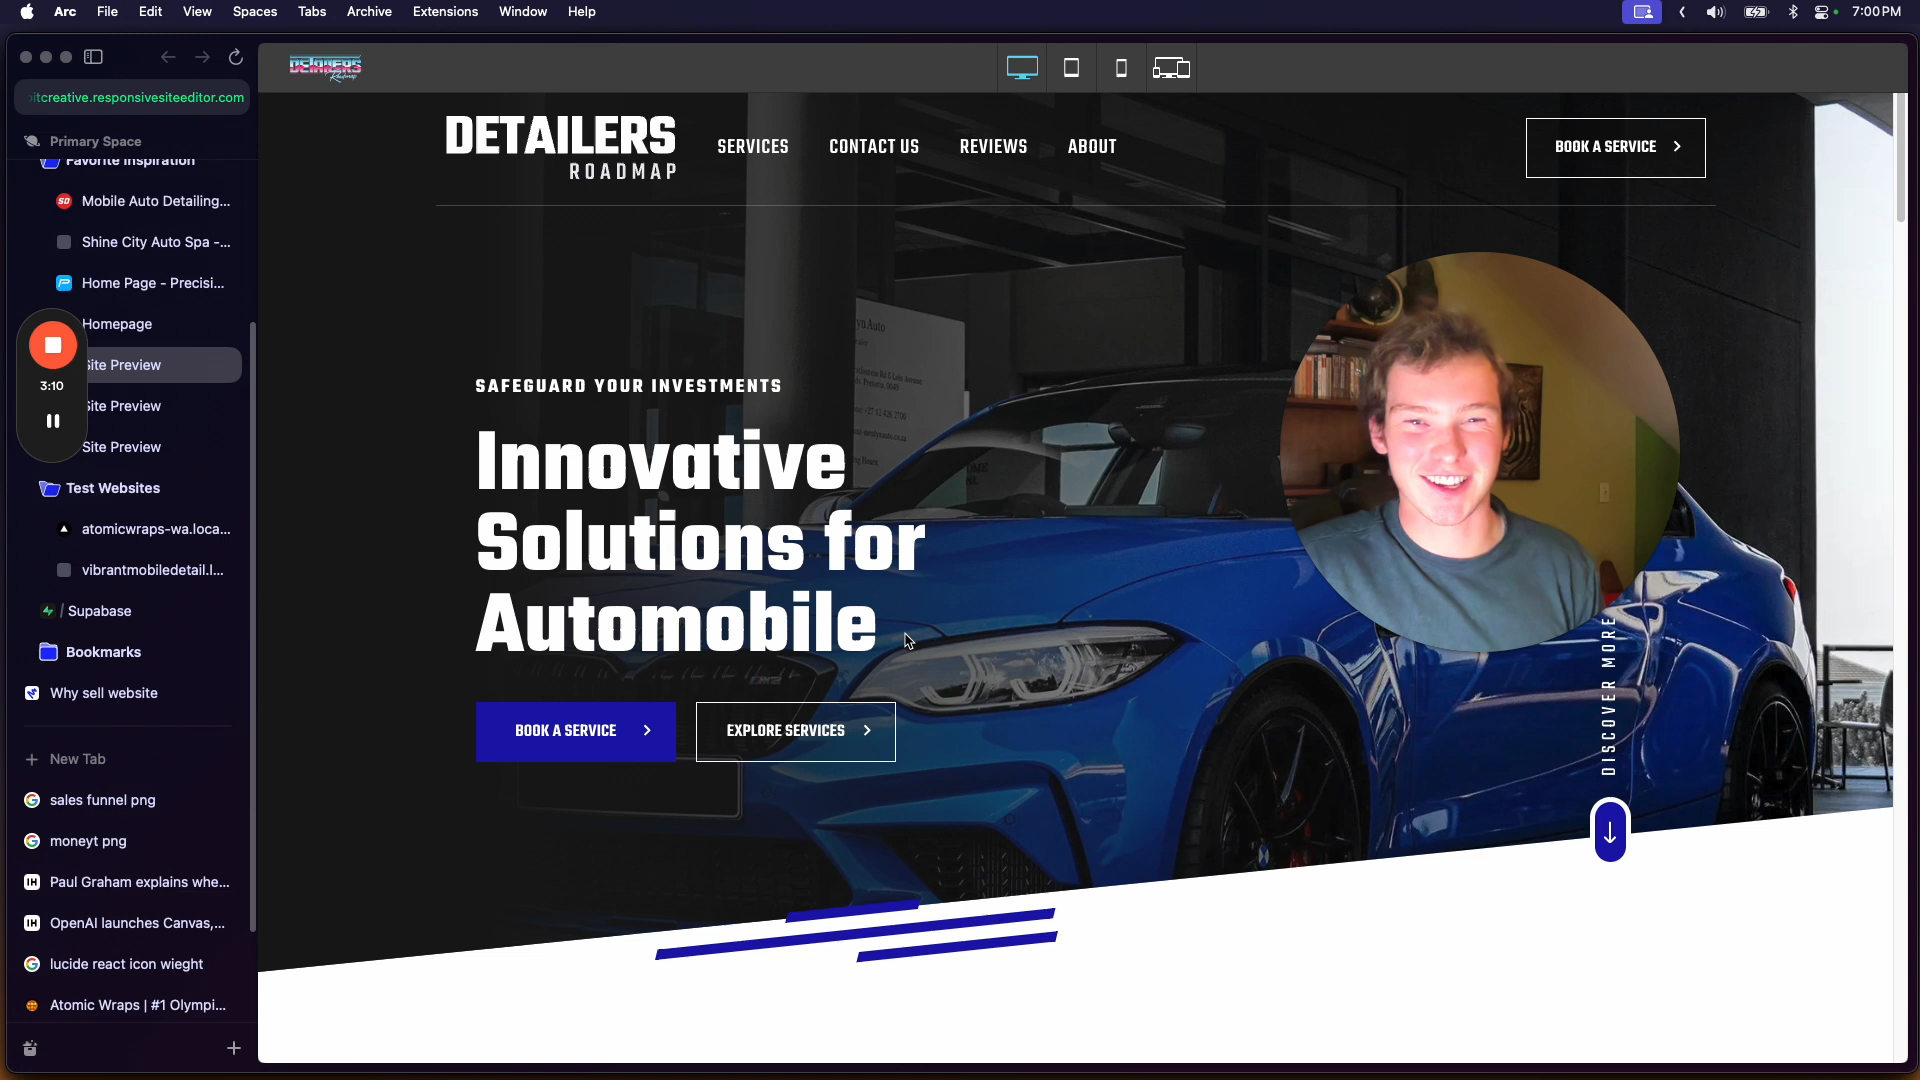 Arc File Edit View Spaces Tabs Archive Extensions Window Help
7:00 PM
itcreative.responsivesiteeditor.com
Primary Space
Favorite Inspiration
Mobile Auto Detailing...
Shine City Auto Spa -...
Home Page - Precisi...
Homepage
Site Preview
3:10
Site Preview
Site Preview
Test Websites
atomicwraps-wa.loca...
vibrantmobiledetail.l...
/ Supabase
Bookmarks
Why sell website
New Tab
sales funnel png
moneyt png
Paul Graham explains whe...
OpenAI launches Canvas,...
lucide react icon wieght
Atomic Wraps | #1 Olympi...
DETAILERS
Roadmap
DETAILERS
ROADMAP
SERVICES CONTACT US REVIEWS ABOUT
BOOK A SERVICE
SAFEGUARD YOUR INVESTMENTS
Innovative
Solutions for
Automobile
BOOK A SERVICE
EXPLORE SERVICES
DISCOVER MORE